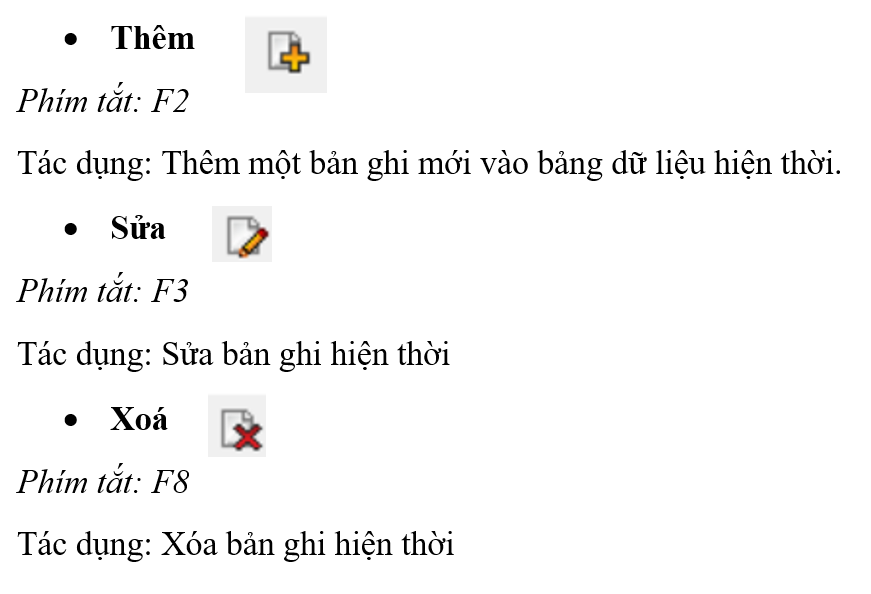 • Thêm
Phím tắt: F2
Tác dụng: Thêm một bản ghi mới vào bảng dữ liệu hiện thời.
• Sửa
Phím tắt: F3
Tác dụng: Sửa bản ghi hiện thời
• Xoá
Phím tắt: F8
Tác dụng: Xóa bản ghi hiện thời